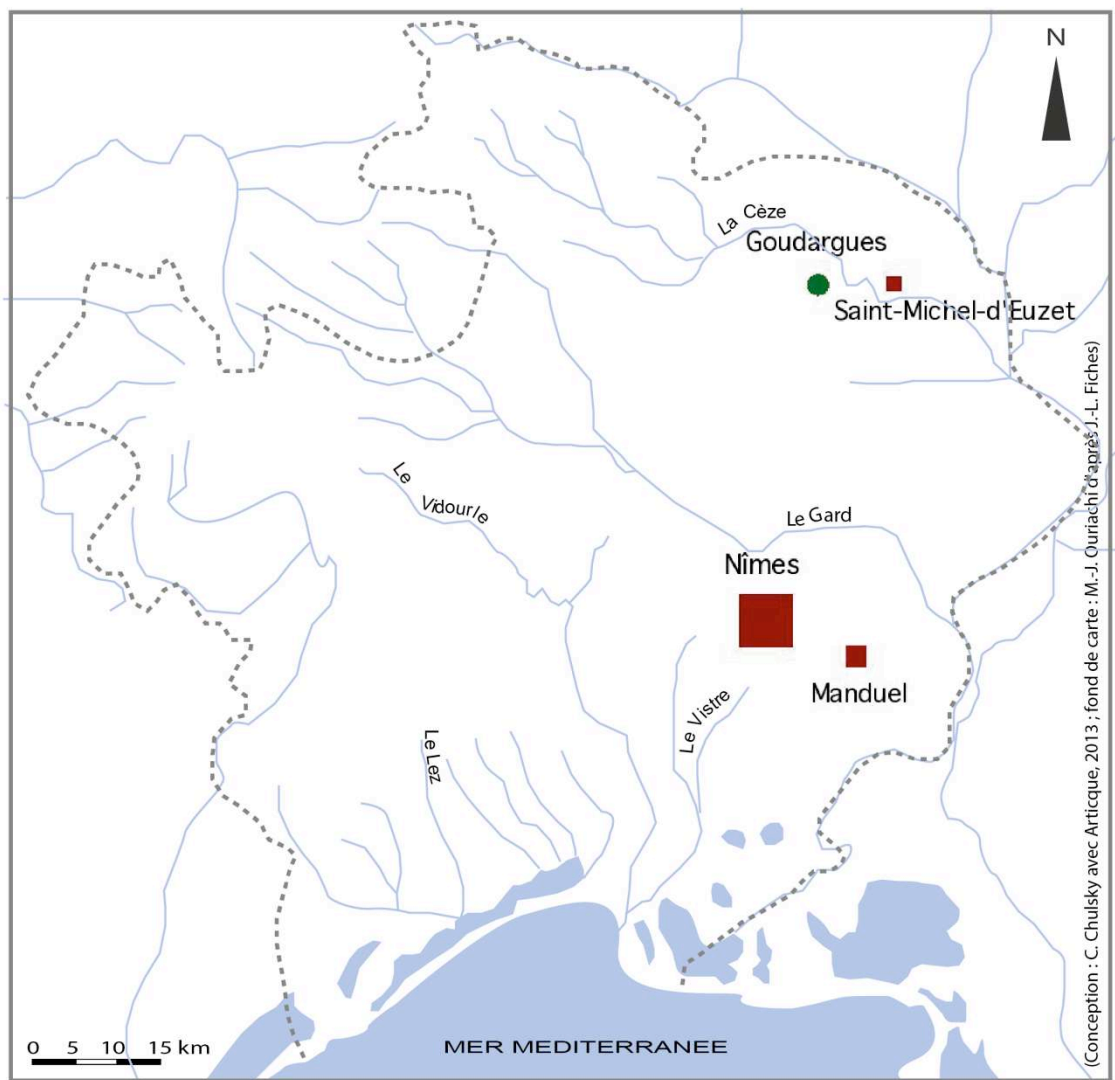 N
La Cèze
Goudargues
Saint-Michel-d'Euzet
Le Vidourle
Le Gard
Nîmes
Manduel
Le Vistre
Le Lez
0 5 10 15 km
MER MEDITERRANEE
(Conception : C. Chulsky avec Articque, 2013 ; fond de carte : M.-J. Ouriachi d'après J.-L. Fiches)